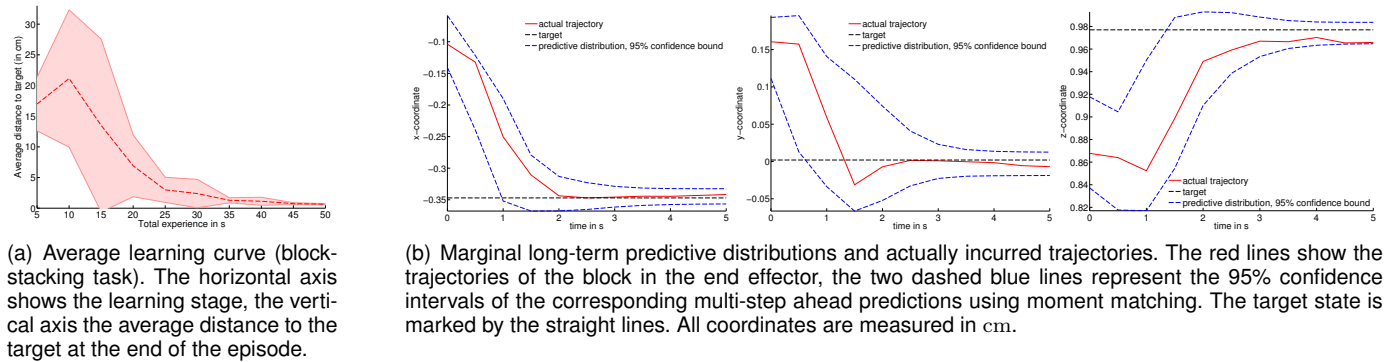 30
25
20
15
10
5
0
5 10 15 20 25 30 35 40 45 50
Total experience in s
Average distance to target (in cm)
actual trajectory
target
predictive distribution, 95% confidence bound
−0.1
−0.15
−0.2
−0.25
−0.3
−0.35
0 1 2 3 4 5
time in s
x−coordinate
actual trajectory
target
predictive distribution, 95% confidence bound
0.15
0.1
0.05
0
−0.05
0 1 2 3 4 5
time in s
y−coordinate
0.98
0.96
0.94
0.92
0.9
0.88
0.86
0.84
0.82
actual trajectory
target
predictive distribution, 95% confidence bound
0 1 2 3 4 5
time in s
z−coordinate
(a) Average learning curve (block-
stacking task). The horizontal axis
shows the learning stage, the verti-
cal axis the average distance to the
target at the end of the episode.
(b) Marginal long-term predictive distributions and actually incurred trajectories. The red lines show the
trajectories of the block in the end effector, the two dashed blue lines represent the 95% confidence
intervals of the corresponding multi-step ahead predictions using moment matching. The target state is
marked by the straight lines. All coordinates are measured in cm.